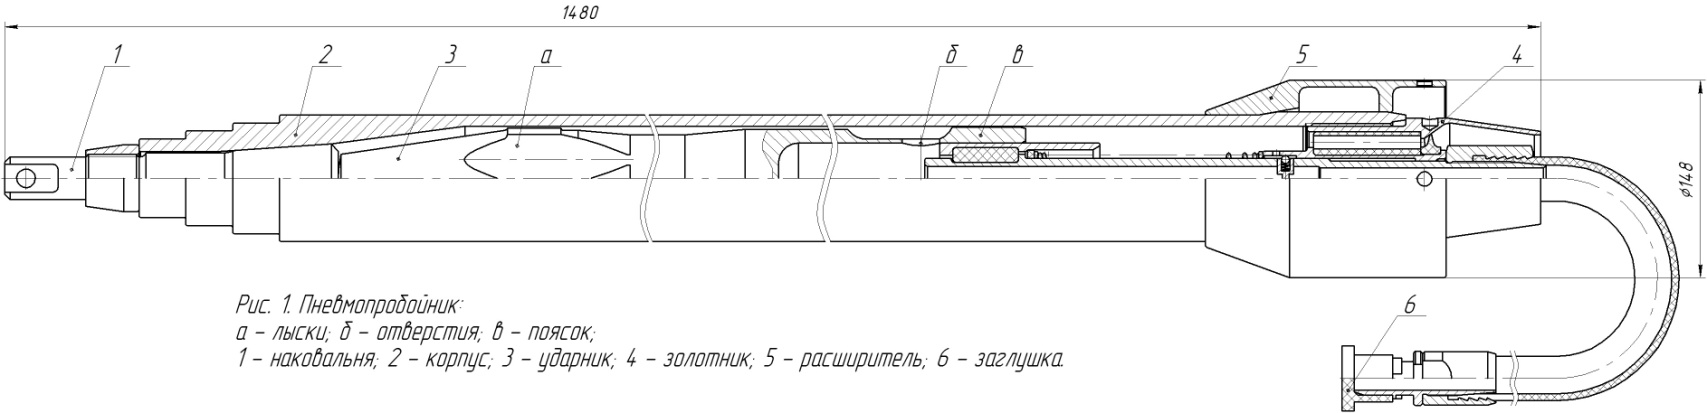 1480
1
2
3
а
б
в
5
4
⌀148
6
Рис. 1. Пневмопробойник:
а – лыски; б – отверстия; в – поясок;
1 – наковальня; 2 – корпус; 3 – ударник; 4 – золотник; 5 – расширитель; 6 – заглушка.